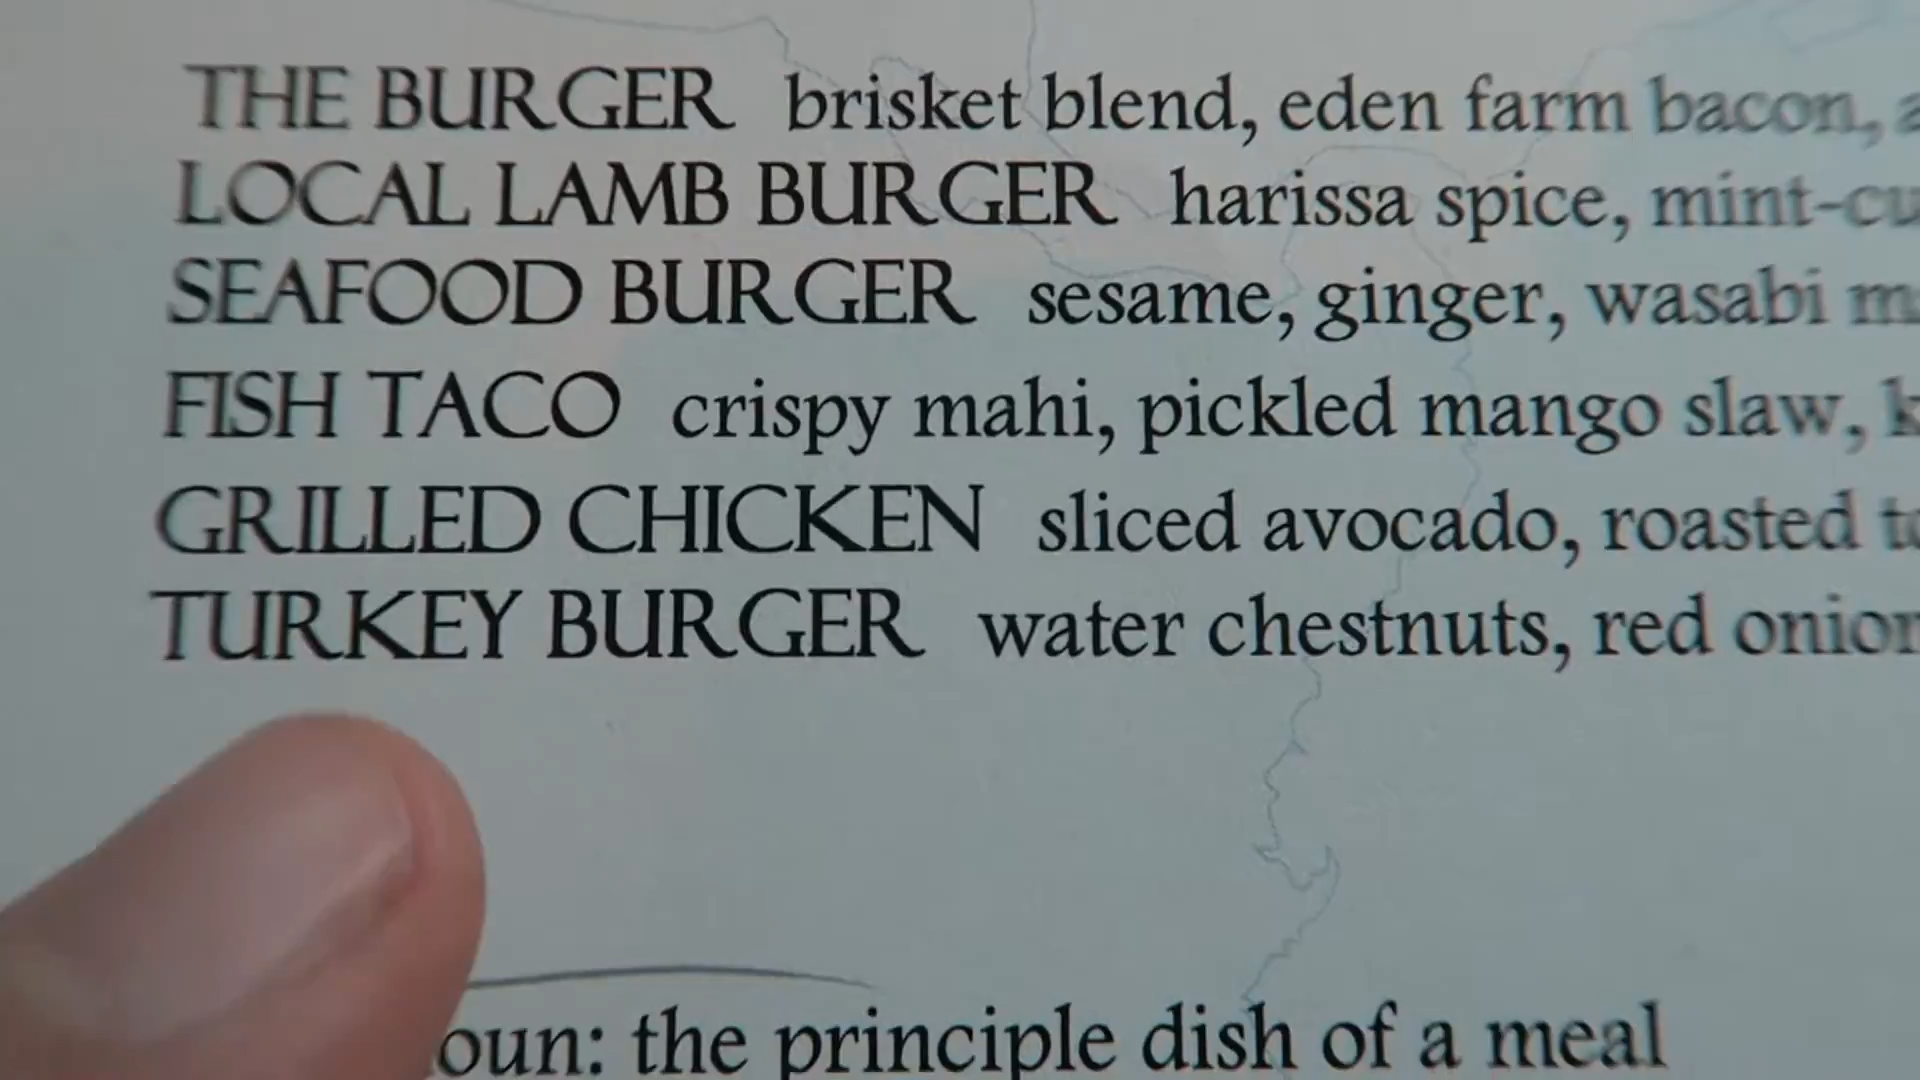 THE BURGER brisket blend, eden farm bacon,
LOCAL LAMB BURGER harissa spice,
SEAFOOD BURGER sesame, ginger, wasabi
FISH TACO crispy mahi, pickled mango slaw,
GRILLED CHICKEN sliced avocado, roasted
TURKEY BURGER water chestnuts, red
the principle dish of a meal